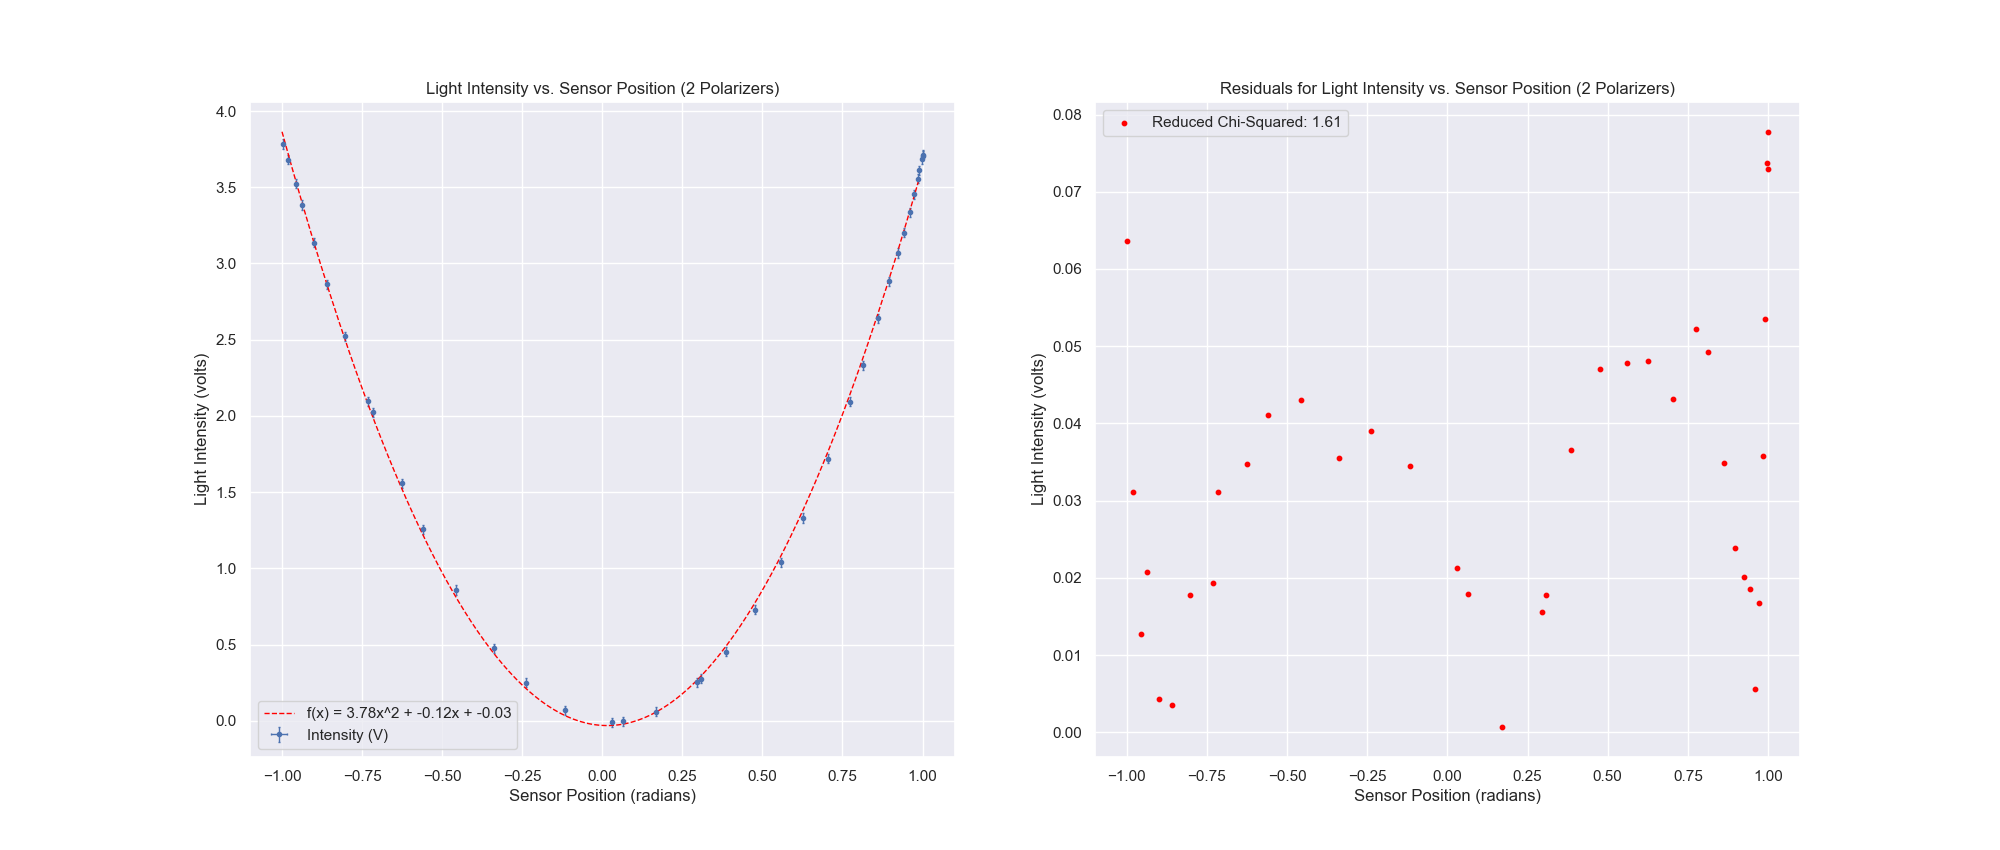 Light Intensity vs. Sensor Position (2 Polarizers)
Light Intensity (volts)
4.0
3.5
3.0
2.5
2.0
1.5
1.0
0.5
0.0
f(x) = 3.78x^2 + -0.12x + -0.03
Intensity (V)
−1.00 −0.75 −0.50 −0.25 0.00 0.25 0.50 0.75 1.00
Sensor Position (radians)
Residuals for Light Intensity vs. Sensor Position (2 Polarizers)
Reduced Chi-Squared: 1.61
Light Intensity (volts)
0.08
0.07
0.06
0.05
0.04
0.03
0.02
0.01
0.00
−1.00 −0.75 −0.50 −0.25 0.00 0.25 0.50 0.75 1.00
Sensor Position (radians)